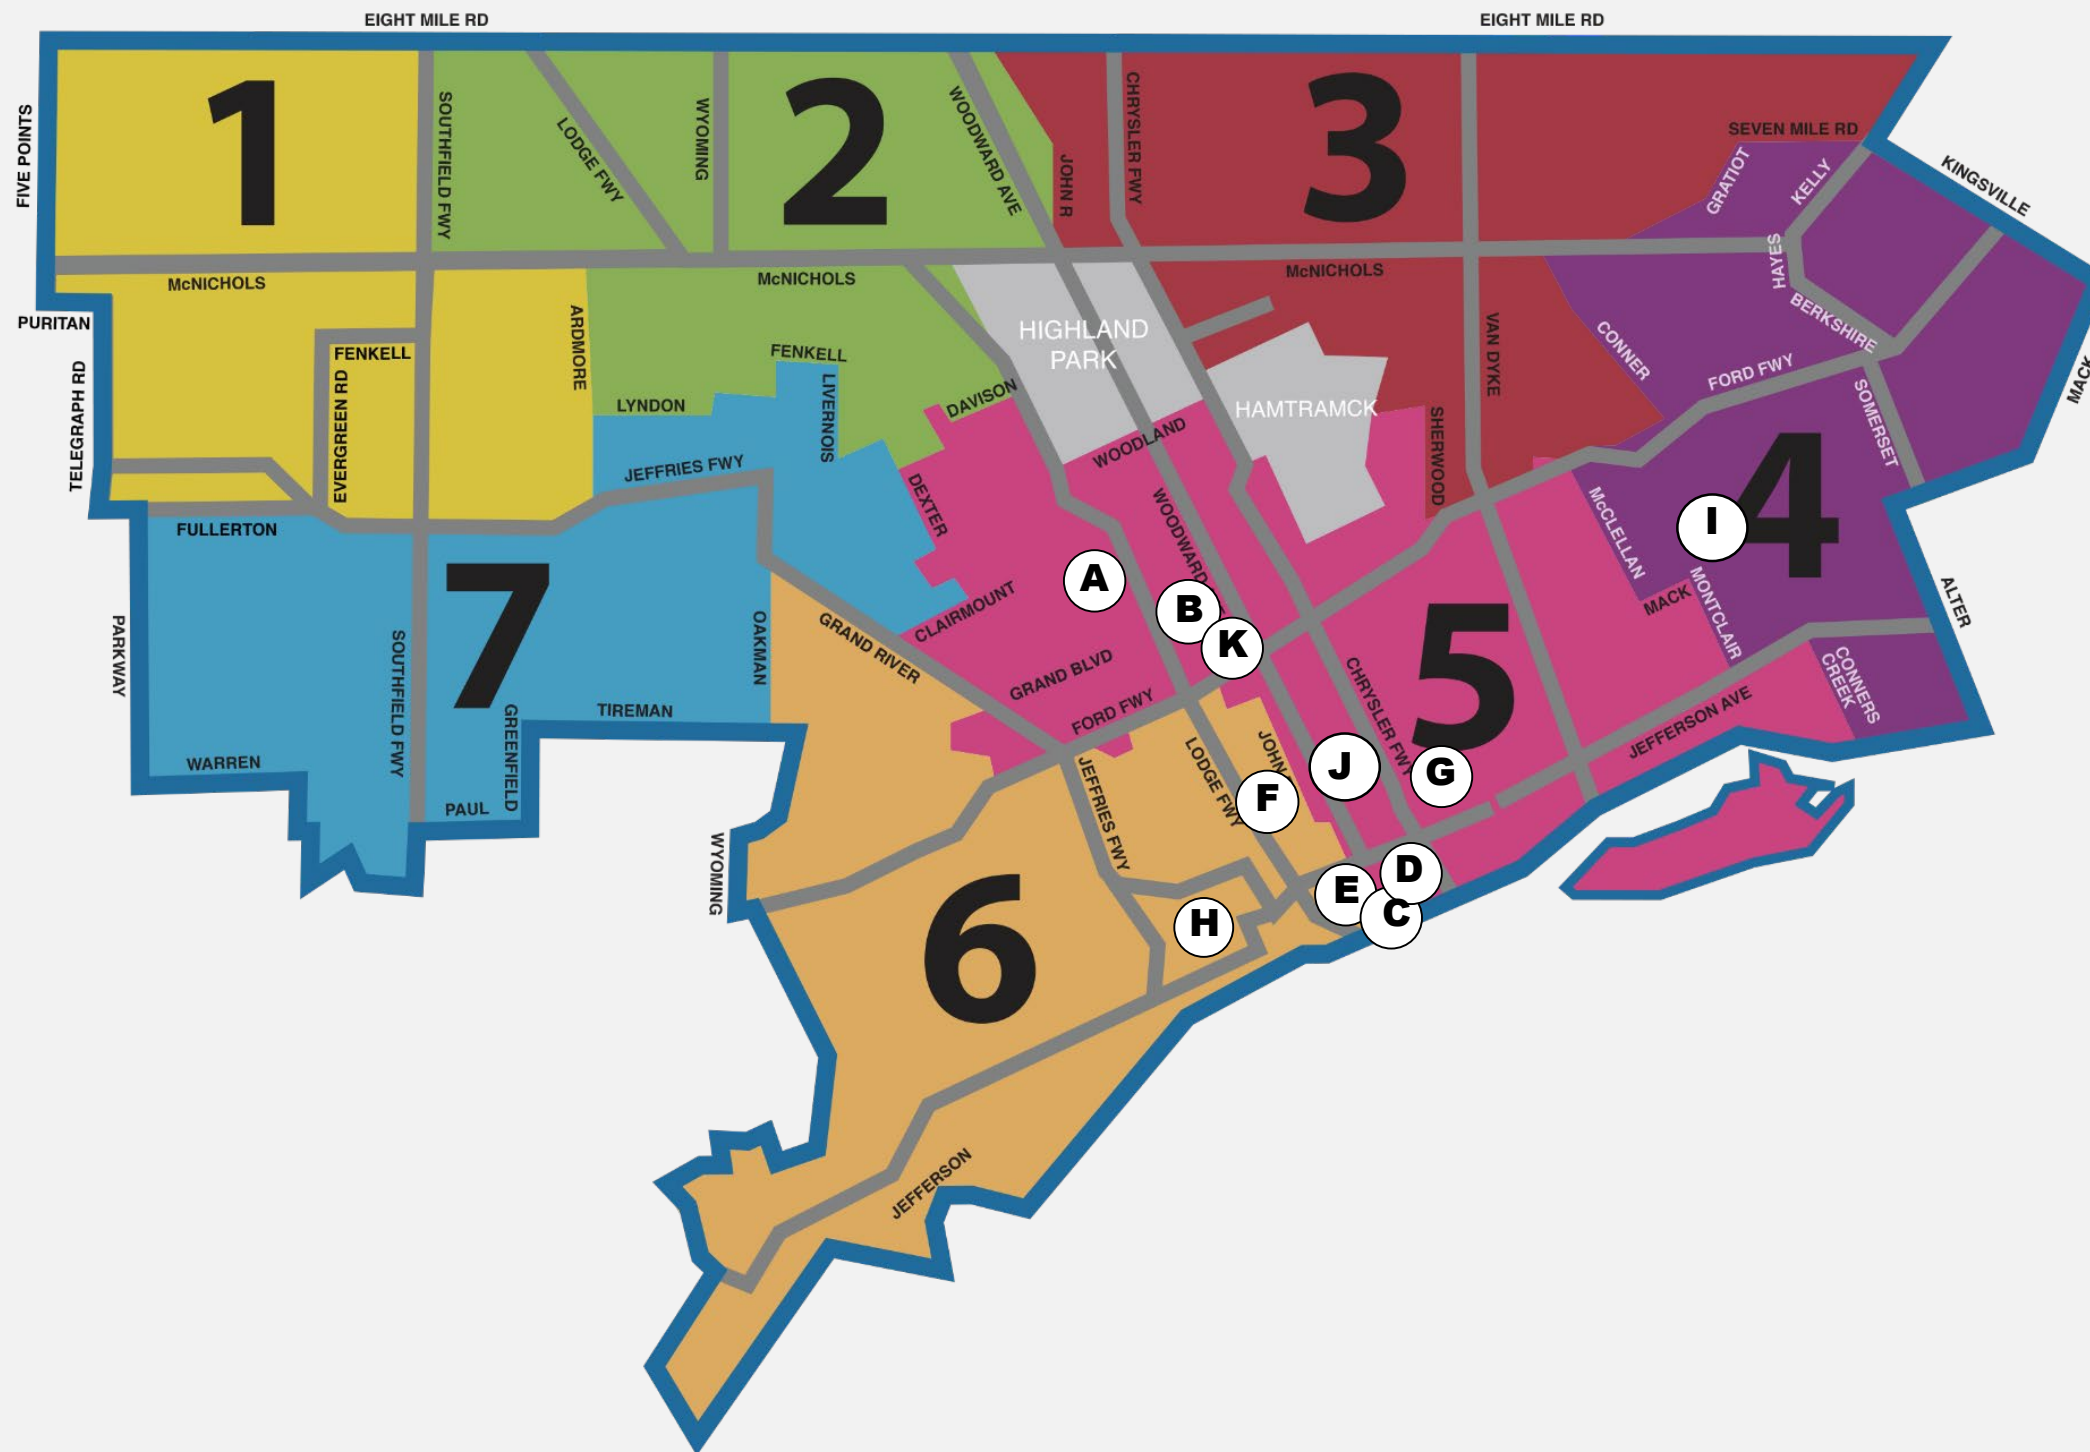 EIGHT MILE RD
EIGHT MILE RD
FIVE POINTS
1
SOUTHFIELD FWY
LODGE FWY
WYOMING
2
WOODWARD AVE
JOHN R
CHRYSLER FWY
3
SEVEN MILE RD
GRATIOT
KELLY
KINGSVILLE
McNICHOLS
McNICHOLS
McNICHOLS
HAYES
BERKSHIRE
PURITAN
TELEGRAPH RD
FENKELL
EVERGREEN RD
ARDMORE
FENKELL
LYNDON
LIVERNOIS
DAVISON
HIGHLAND
PARK
HAMTRAMCK
WOODLAND
SHERWOOD
VAN DYKE
CONNER
FORD FWY
SOMERSET
MACK
4
I
McCLELLAN
MACK
MONTCLAIR
ALTER
FULLERTON
JEFFRIES FWY
DEXTER
WOODWARD
A
B
K
7
PARKWAY
SOUTHFIELD FWY
OAKMAN
GRAND RIVER
CLAIRMOUNT
GRAND BLVD
FORD FWY
5
CHRYSLER FWY
CONNERS
CREEK
JEFFERSON AVE
WARREN
GREENFIELD
TIREMAN
PAUL
WYOMING
JEFFRIES FWY
LODGE FWY
JOHN
F
J
G
6
H
E
D
C
JEFFERSON